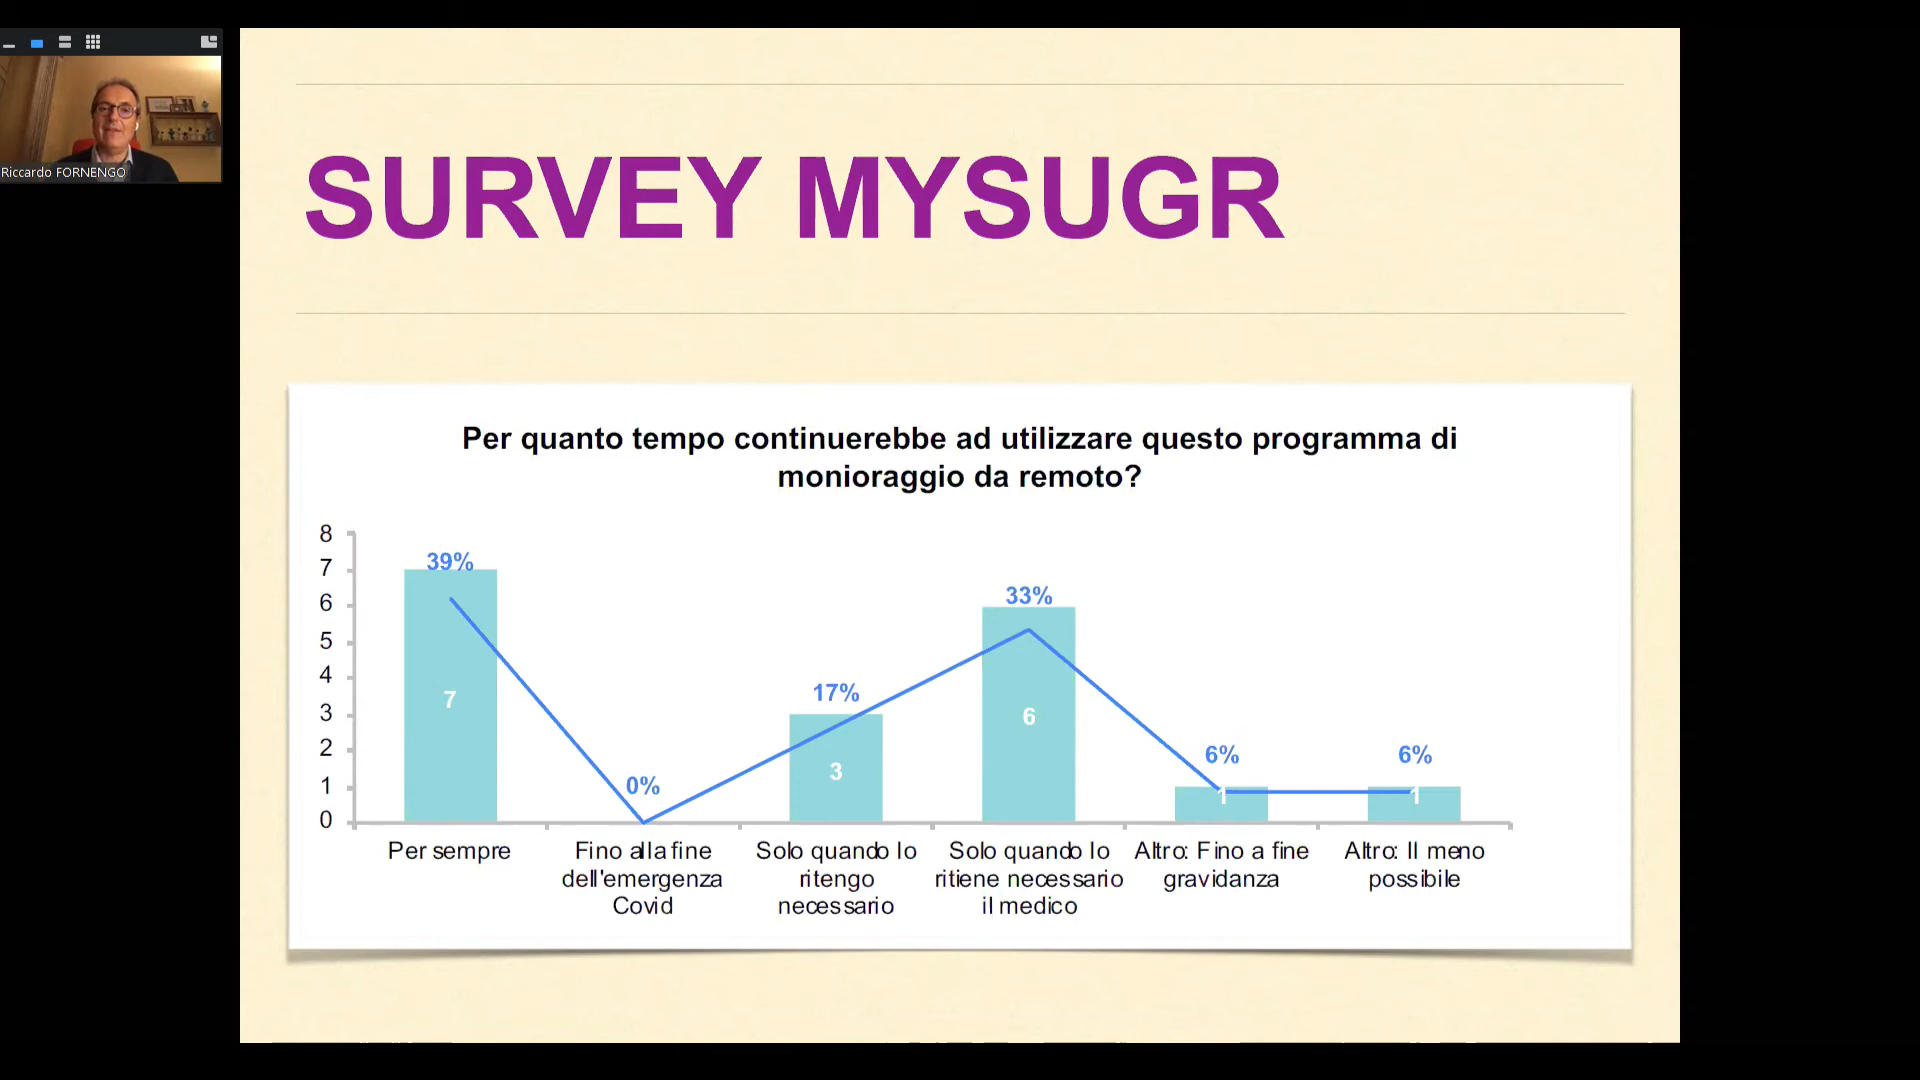 Riccardo FORNENGO
SURVEY MYSUGR
Per quanto tempo continuerebbe ad utilizzare questo programma di
monioraggio da remoto?
8
7
6
5
4
3
2
1
0
39%
0%
17%
33%
6%
6%
7
3
6
1
1
Per sempre
Fino alla fine
dell'emergenza
Covid
Solo quando lo
ritengo
necessario
Solo quando lo
ritiene necessario
il medico
Altro: Fino a fine
gravidanza
Altro: Il meno
possibile